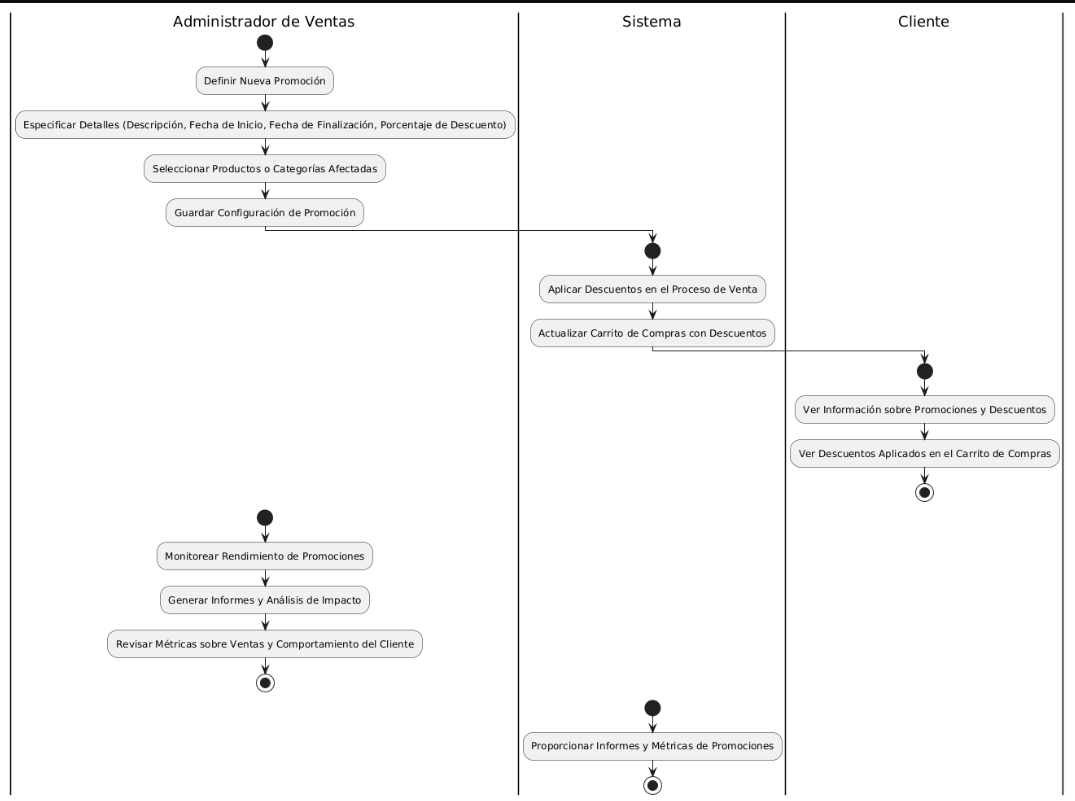 Administrador de Ventas
Sistema
Cliente
Definir Nueva Promoción
Especificar Detalles (Descripción, Fecha de Inicio, Fecha de Finalización, Porcentaje de Descuento)
Seleccionar Productos o Categorías Afectadas
Guardar Configuración de Promoción
Aplicar Descuentos en el Proceso de Venta
Actualizar Carrito de Compras con Descuentos
Ver Información sobre Promociones y Descuentos
Ver Descuentos Aplicados en el Carrito de Compras
Monitorear Rendimiento de Promociones
Generar Informes y Análisis de Impacto
Revisar Métricas sobre Ventas y Comportamiento del Cliente
Proporcionar Informes y Métricas de Promociones